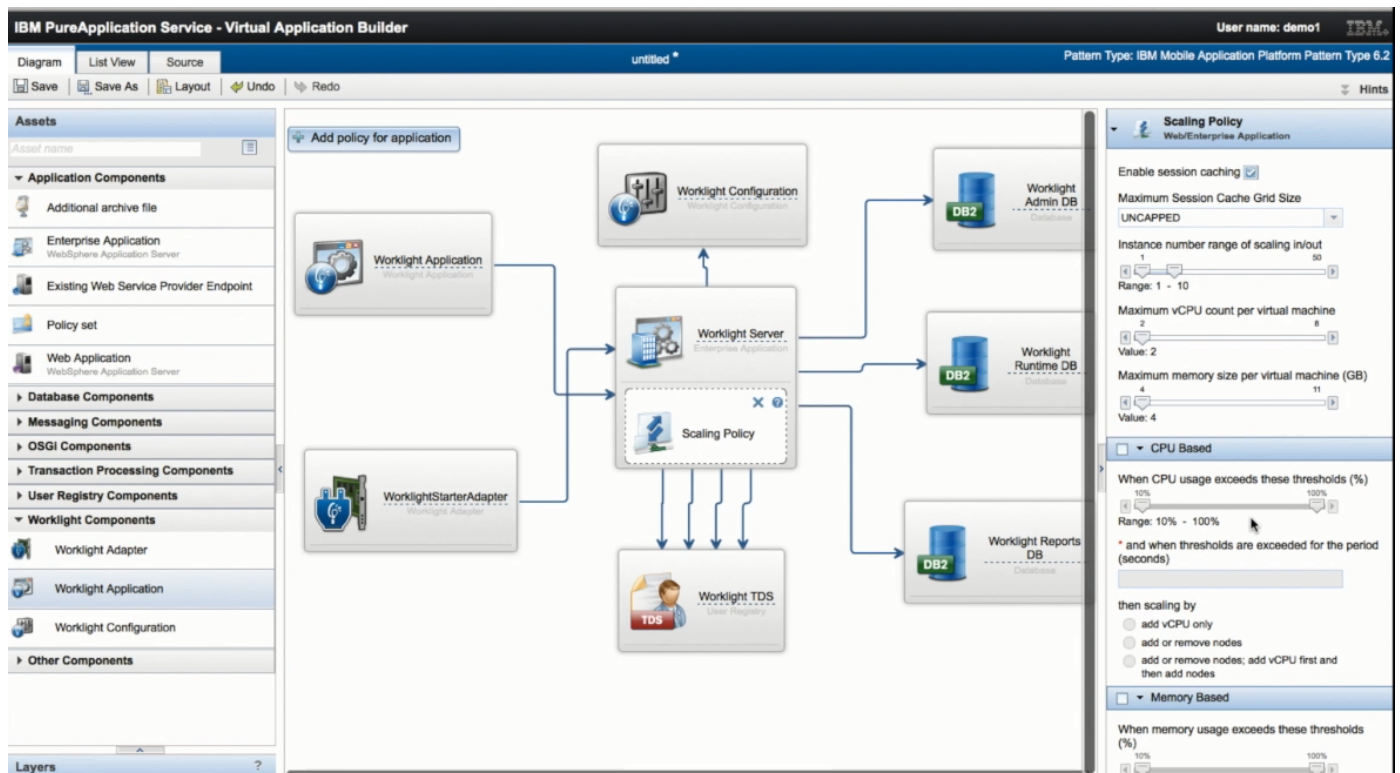 IBM PureApplication Service - Virtual Application Builder
User name: demo1
IBM
Diagram
List View
Source
untitled *
Pattern Type: IBM Mobile Application Platform Pattern Type 6.2
Save
Save As
Layout
Undo
Redo
Hints
Assets
Asset name
Application Components
Additional archive file
Enterprise Application
WebSphere Application Server
Existing Web Service Provider Endpoint
Policy set
Web Application
WebSphere Application Server
Database Components
Messaging Components
OSGI Components
Transaction Processing Components
User Registry Components
Worklight Components
Worklight Adapter
Worklight Application
Worklight Configuration
Other Components
Layers
?
Add policy for application
Worklight Application
Worklight Application
WorklightStarterAdapter
Worklight Adapter
Worklight Configuration
Worklight Configuration
Worklight Server
Enterprise Application
Scaling Policy
TDS
Worklight TDS
User Registry
DB2
Worklight
Admin DB
Database
DB2
Worklight
Runtime DB
Database
DB2
Worklight Reports
DB
Database
Scaling Policy
Web/Enterprise Application
Enable session caching
Maximum Session Cache Grid Size
UNCAPPED
Instance number range of scaling in/out
1 50
Range: 1 - 10
Maximum vCPU count per virtual machine
2 8
Value: 2
Maximum memory size per virtual machine (GB)
4 11
Value: 4
CPU Based
When CPU usage exceeds these thresholds (%)
10% 100%
Range: 10% - 100%
* and when thresholds are exceeded for the period
(seconds)
then scaling by
add vCPU only
add or remove nodes
add or remove nodes; add vCPU first and
then add nodes
Memory Based
When memory usage exceeds these thresholds
(%)
10% 100%